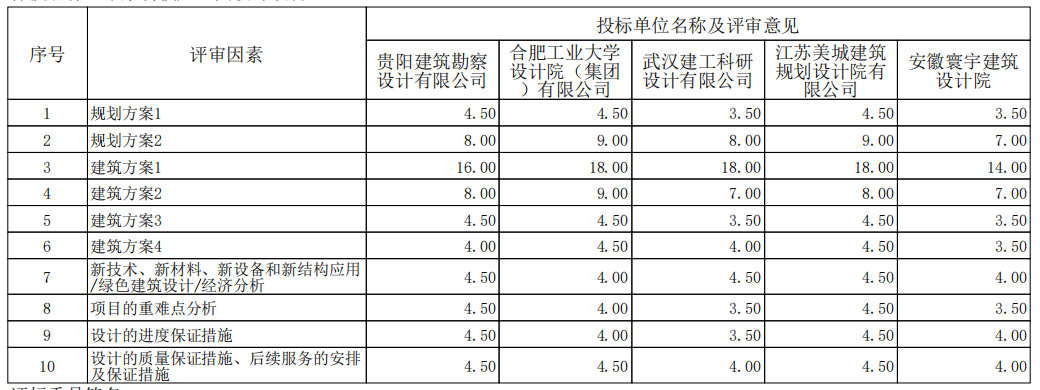 序号 评审因素 投标单位名称及评审意见
贵阳建筑勘察设计有限公司 合肥工业大学设计院（集团）有限公司 武汉建工科研设计有限公司 江苏美城建筑规划设计院有限公司 安徽寰宇建筑设计院
1 规划方案1 4.50 4.50 3.50 4.50 3.50
2 规划方案2 8.00 9.00 8.00 9.00 7.00
3 建筑方案1 16.00 18.00 18.00 18.00 14.00
4 建筑方案2 8.00 9.00 7.00 8.00 7.00
5 建筑方案3 4.50 4.50 3.50 4.50 3.50
6 建筑方案4 4.00 4.50 4.00 4.50 3.50
7 新技术、新材料、新设备和新结构应用/绿色建筑设计/经济分析 4.50 4.00 4.50 4.50 4.00
8 项目的重难点分析 4.50 4.00 3.50 4.50 3.50
9 设计的进度保证措施 4.50 4.00 3.50 4.50 4.00
10 设计的质量保证措施、后续服务的安排及保证措施 4.50 4.50 4.00 4.50 4.00